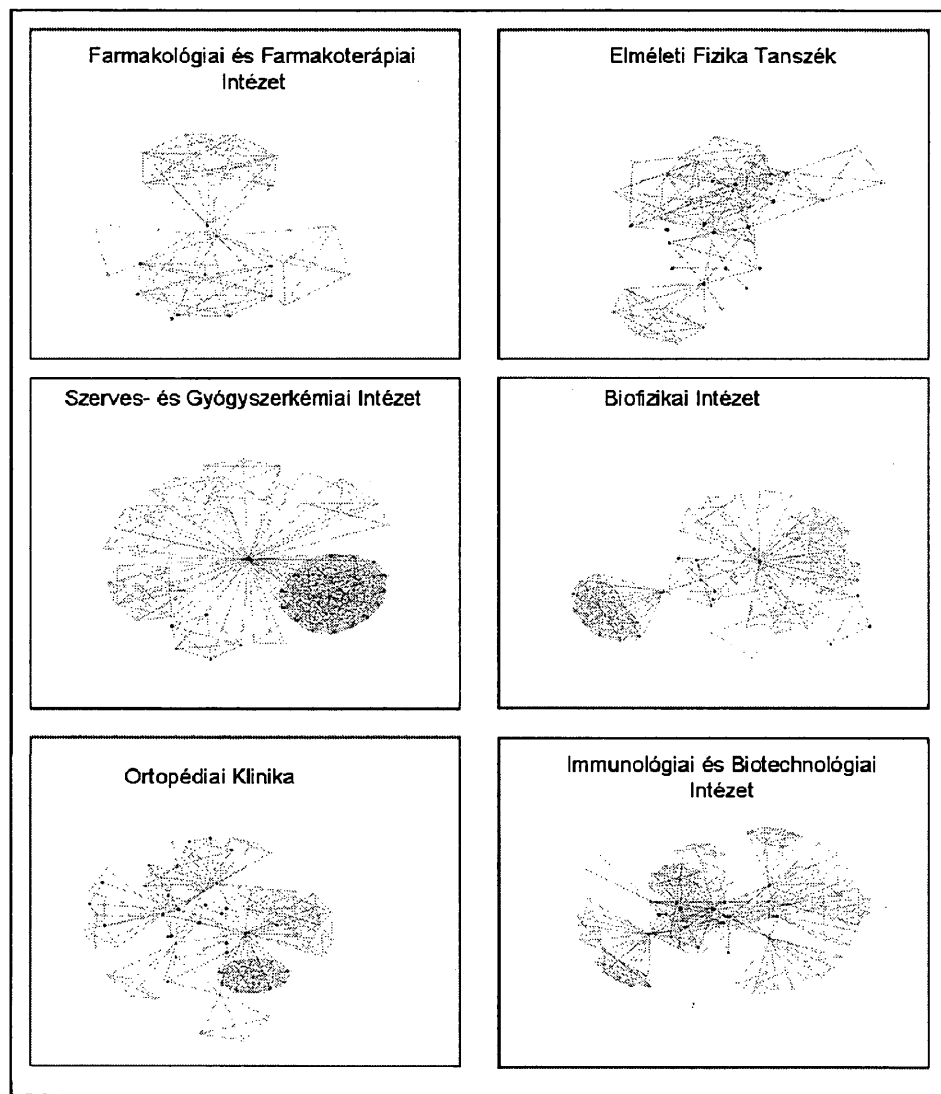 Farmakológiai és Farmakoterápiai
Intézet
Elméleti Fizika Tanszék
Szerves- és Gyógyszerkémiai Intézet
Biofizikai Intézet
Ortopédiai Klinika
Immunológiai és Biotechnológiai
Intézet